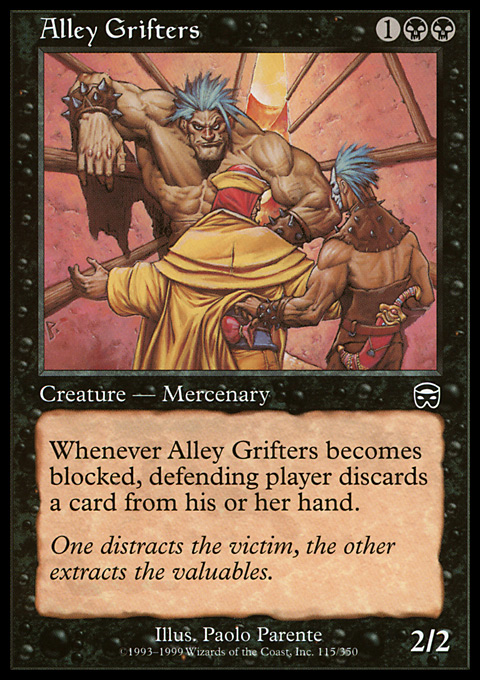 Alley Grifters 1
Creature — Mercenary
Whenever Alley Grifters becomes
blocked, defending player discards
a card from his or her hand.
One distracts the victim, the other
extracts the valuables.
Illus. Paolo Parente
©1993–1999 Wizards of the Coast, Inc. 115/350
2/2